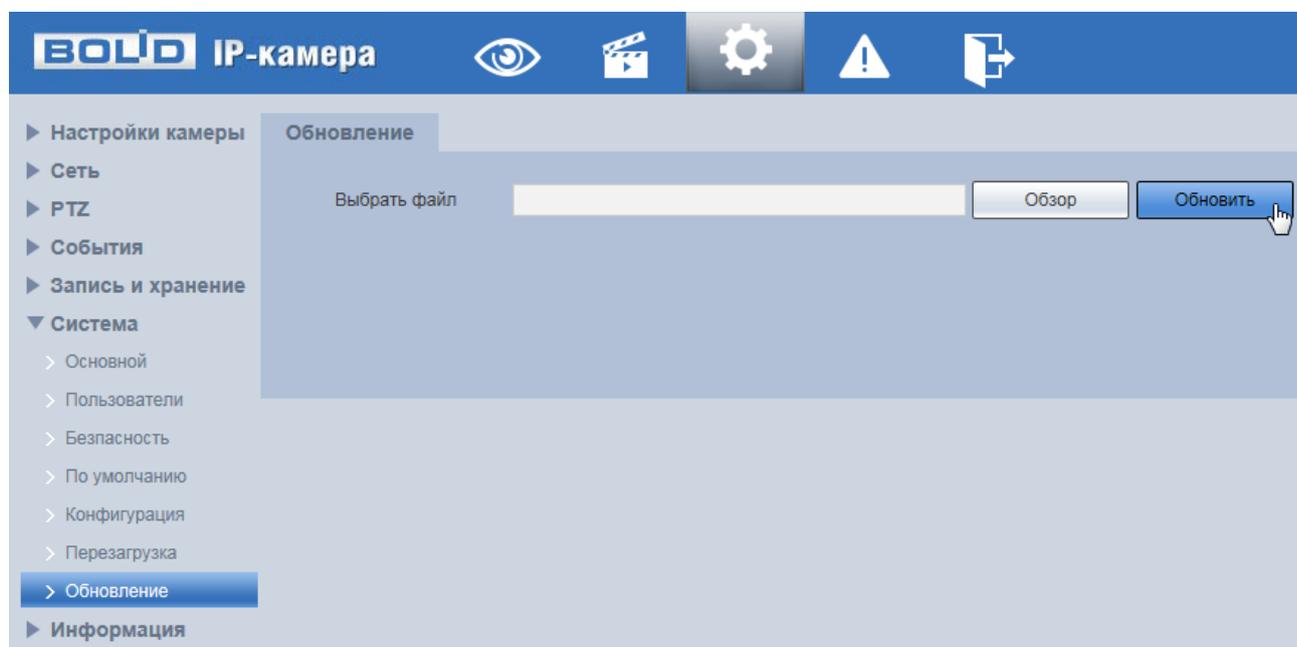 BOLID IP-камера
Настройки камеры
Обновление
Сеть
Выбрать файл
Обзор
Обновить
PTZ
События
Запись и хранение
Система
Основной
Пользователи
Безпасность
По умолчанию
Конфигурация
Перезагрузка
Обновление
Информация